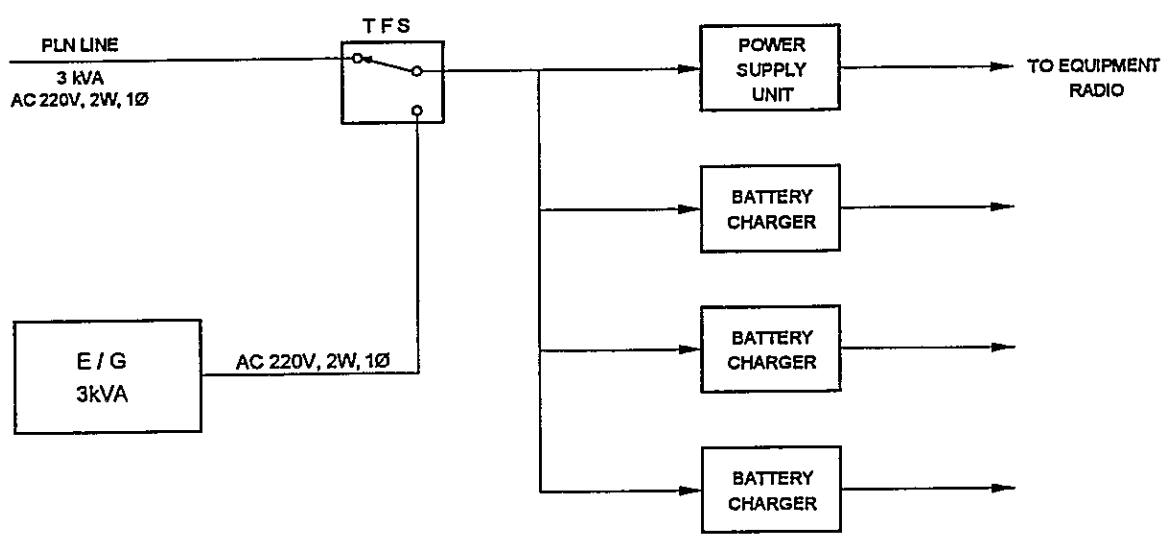 TFS
PLN LINE
3 kVA
AC 220V, 2W, 1Ø
POWER
SUPPLY
UNIT
TO EQUIPMENT
RADIO
BATTERY
CHARGER
E / G
3kVA
AC 220V, 2W, 1Ø
BATTERY
CHARGER
BATTERY
CHARGER